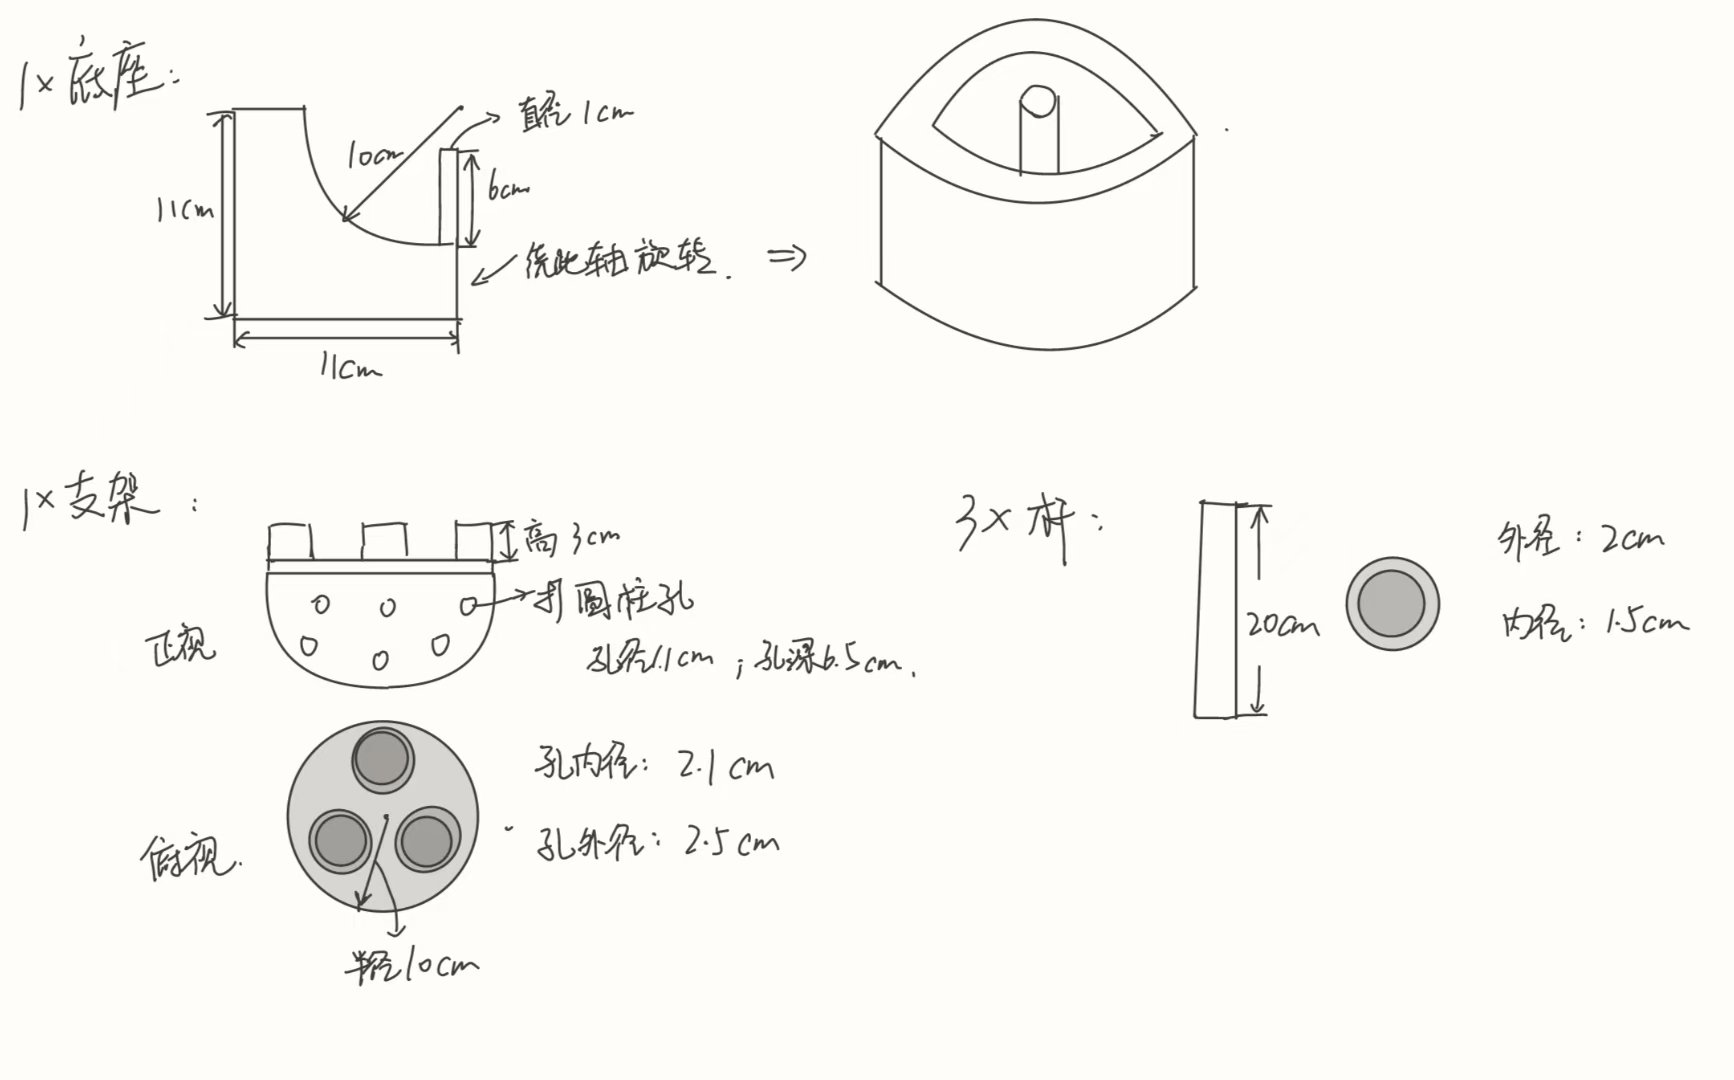 1×底座:
直径1cm
10cm
11cm
6cm
绕此轴旋转.
⇒
11cm
1×支架:
高3cm
3×杆:
外径:2cm
打圆柱孔
正视
20cm
内径:1.5cm
孔径1.1cm;孔深6.5cm.
孔内径:2.1cm
俯视.
孔外径:2.5cm
半径10cm